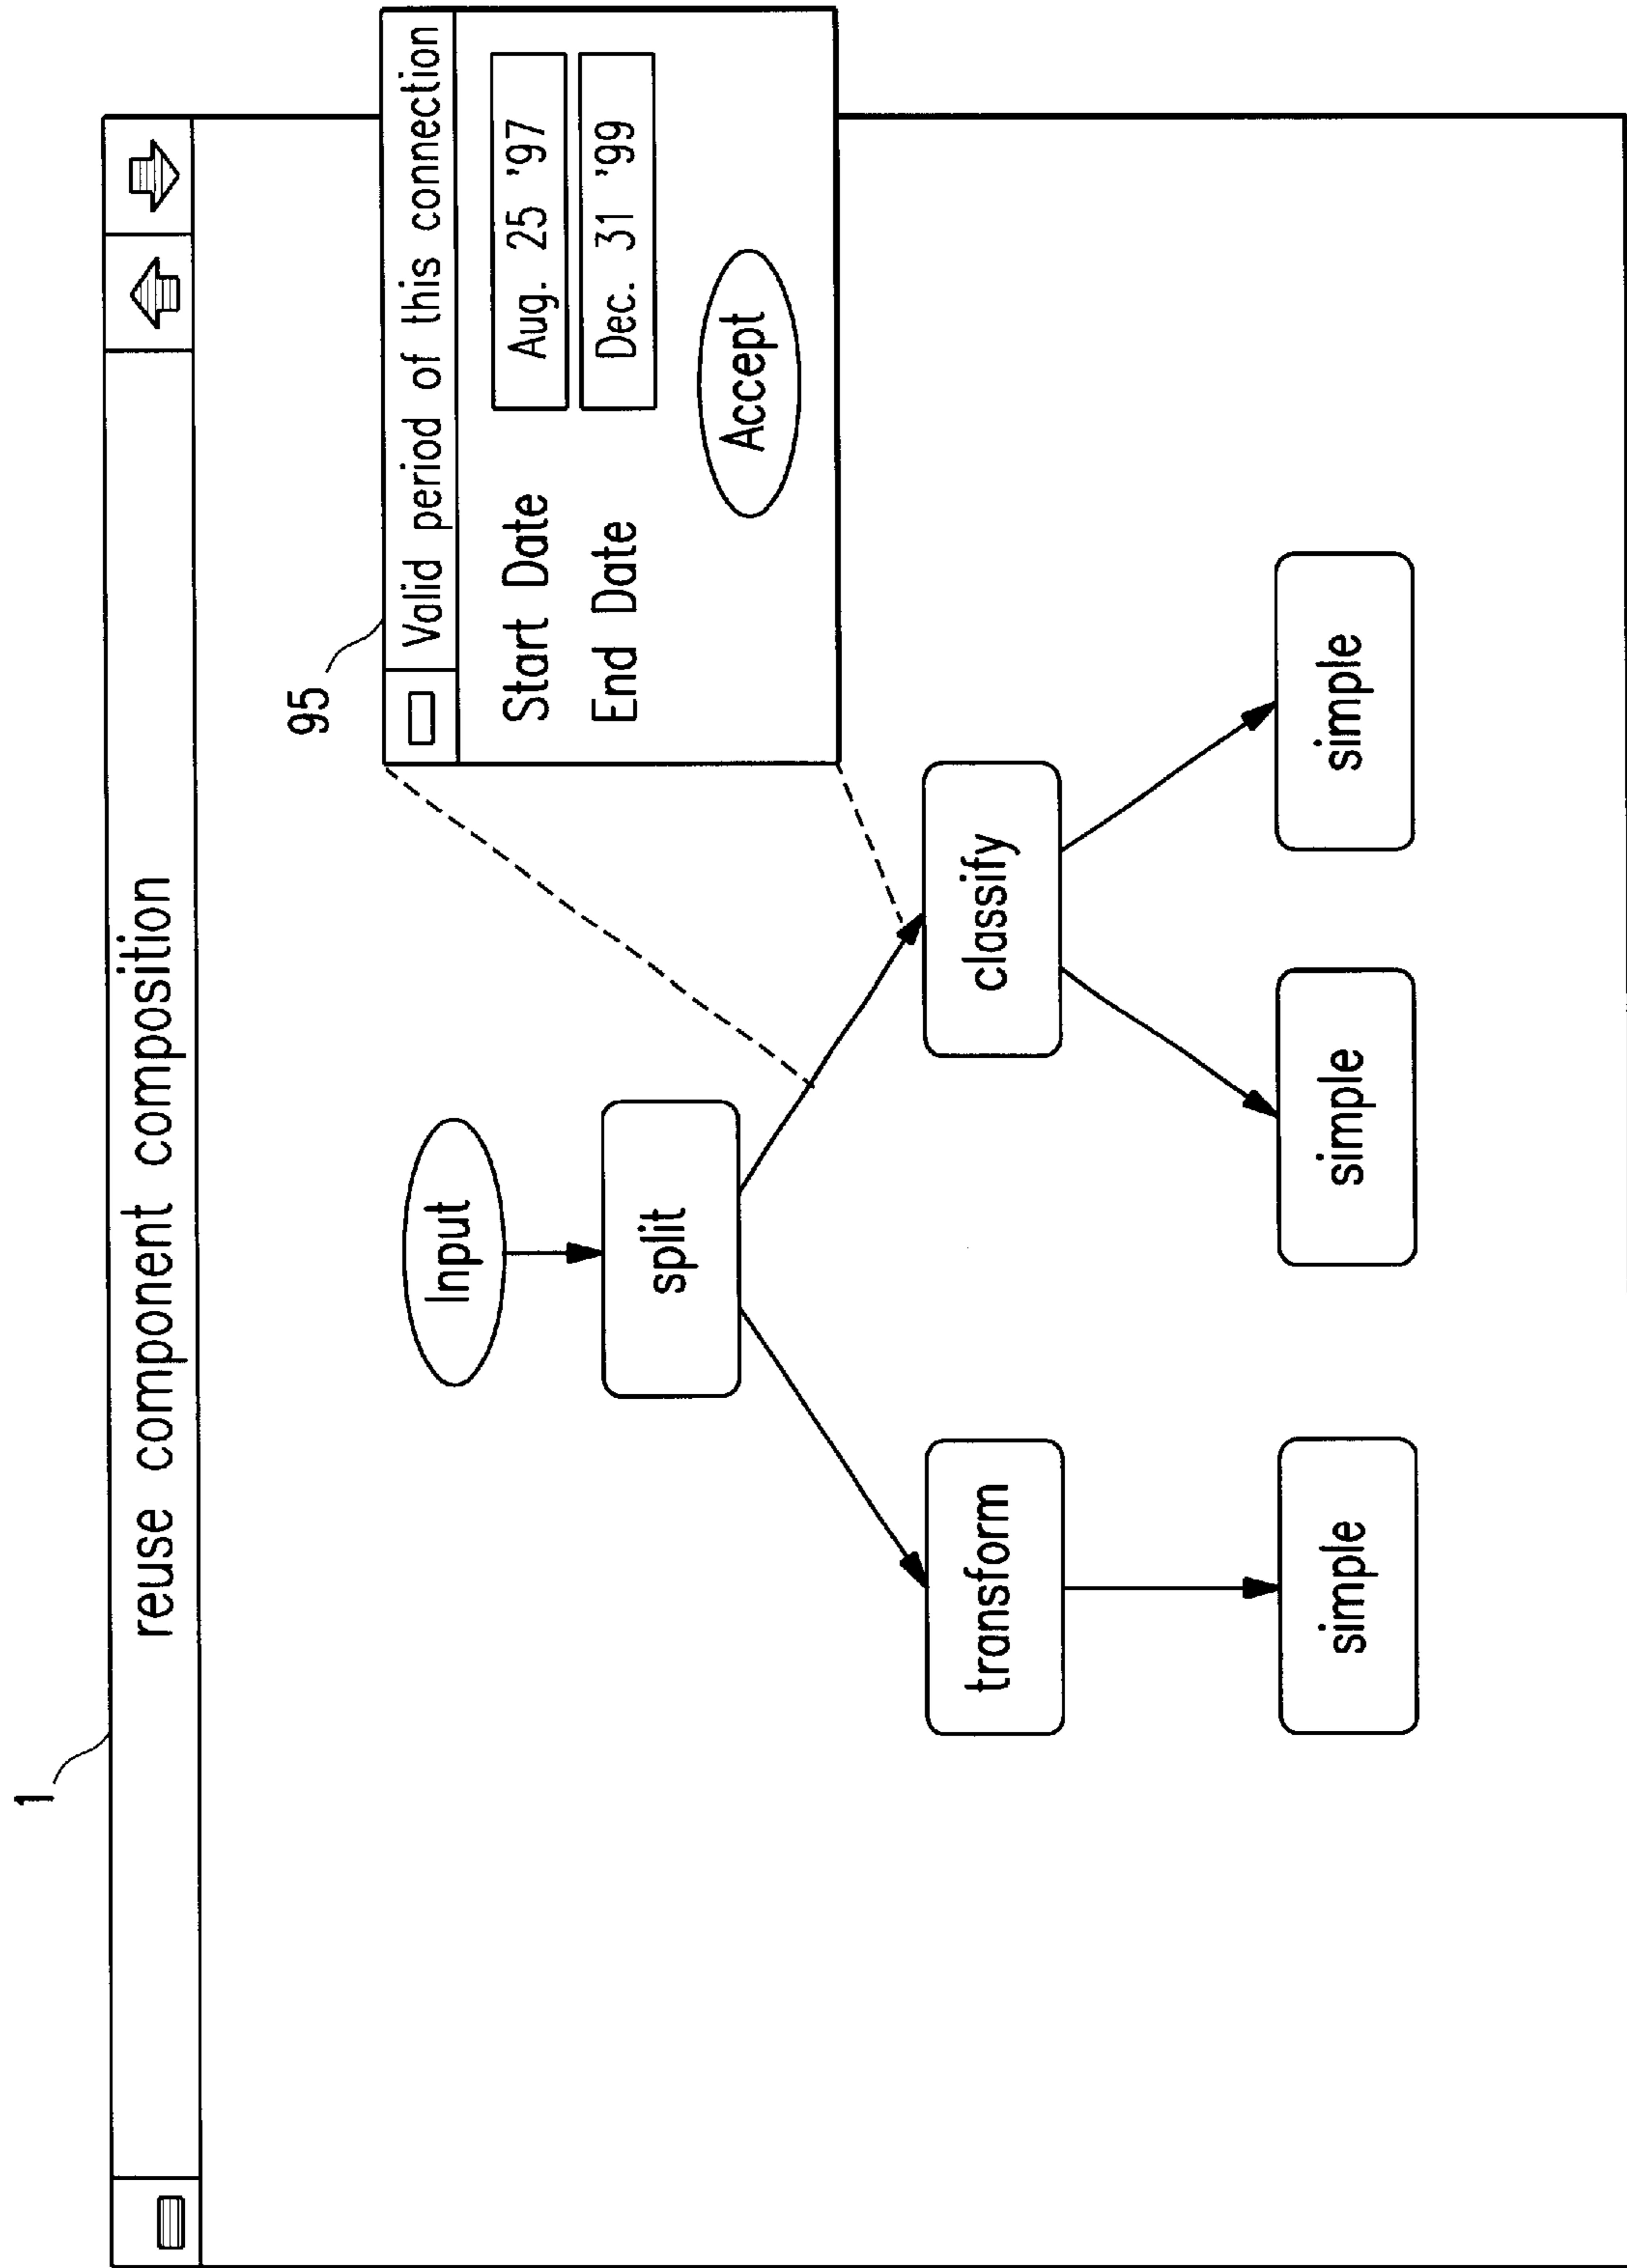 1
reuse component composition
95
Valid period of this connection
Start Date Aug. 25 '97
End Date Dec. 31 '99
Accept
Input
split
transform classify
simple simple simple